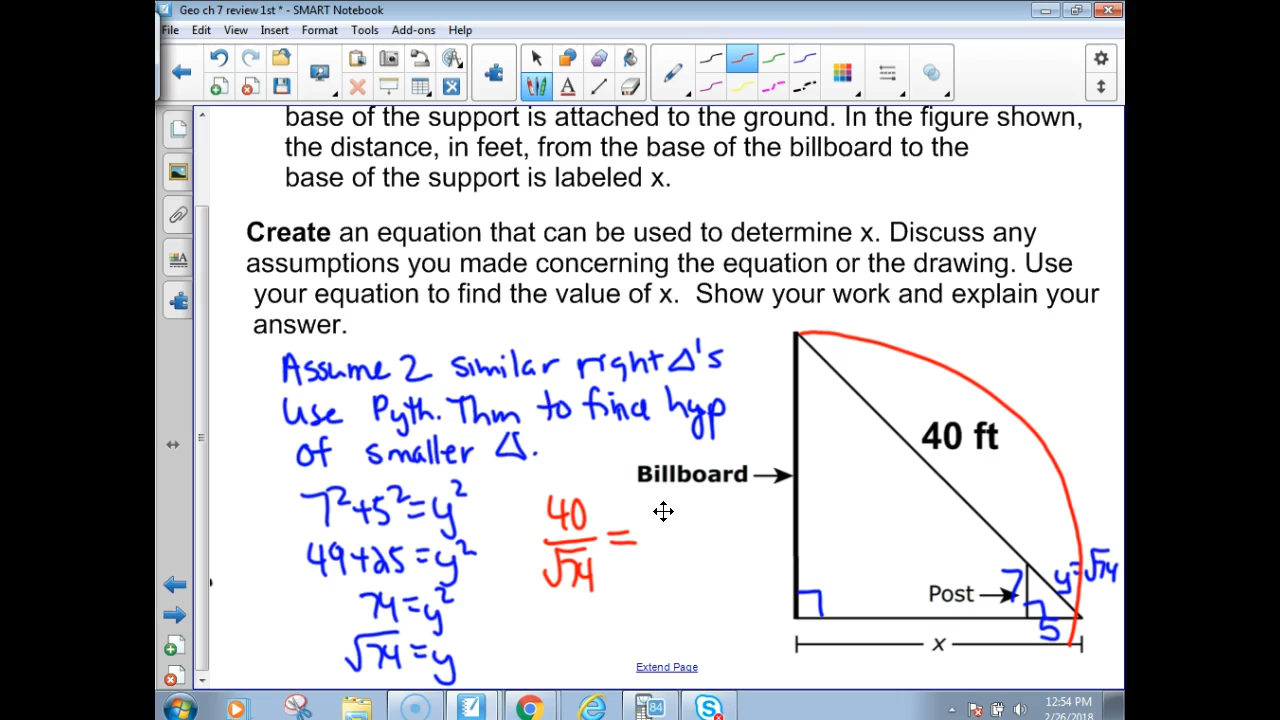 Geo ch 7 review 1st * - SMART Notebook
File Edit View Insert Format Tools Add-ons Help
base of the support is attached to the ground. In the figure shown,
the distance, in feet, from the base of the billboard to the
base of the support is labeled x.
Create an equation that can be used to determine x. Discuss any
assumptions you made concerning the equation or the drawing. Use
your equation to find the value of x. Show your work and explain your
answer.
Assume 2 similar right Δ's
Use Pyth. Thm to find hyp
of smaller Δ.
7²+5²=y²
49+25=y²
74=y²
√74=y
40/√74 =
40 ft
Billboard
Post
7
y=√74
5
x
Extend Page
84
12:54 PM
2/26/2018